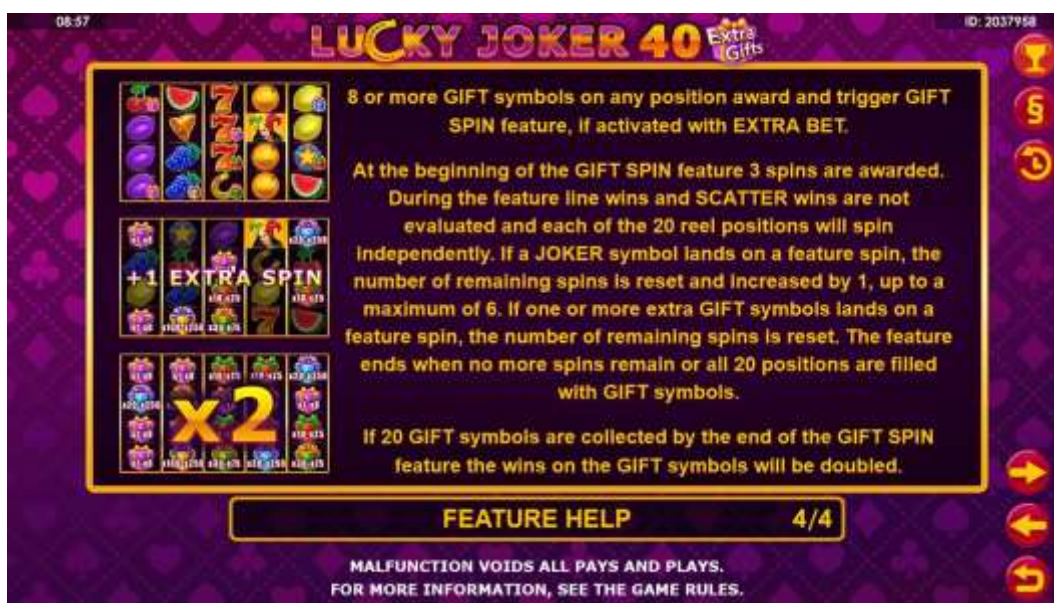 08:57
ID: 2037958
LUCKY JOKER 40 Extra Gifts
8 or more GIFT symbols on any position award and trigger GIFT
SPIN feature, if activated with EXTRA BET.
At the beginning of the GIFT SPIN feature 3 spins are awarded.
During the feature line wins and SCATTER wins are not
evaluated and each of the 20 reel positions will spin
independently. If a JOKER symbol lands on a feature spin, the
number of remaining spins is reset and increased by 1, up to a
maximum of 6. If one or more extra GIFT symbols lands on a
feature spin, the number of remaining spins is reset. The feature
ends when no more spins remain or all 20 positions are filled
with GIFT symbols.
If 20 GIFT symbols are collected by the end of the GIFT SPIN
feature the wins on the GIFT symbols will be doubled.
+1 EXTRA SPIN
x2
FEATURE HELP 4/4
MALFUNCTION VOIDS ALL PAYS AND PLAYS.
FOR MORE INFORMATION, SEE THE GAME RULES.